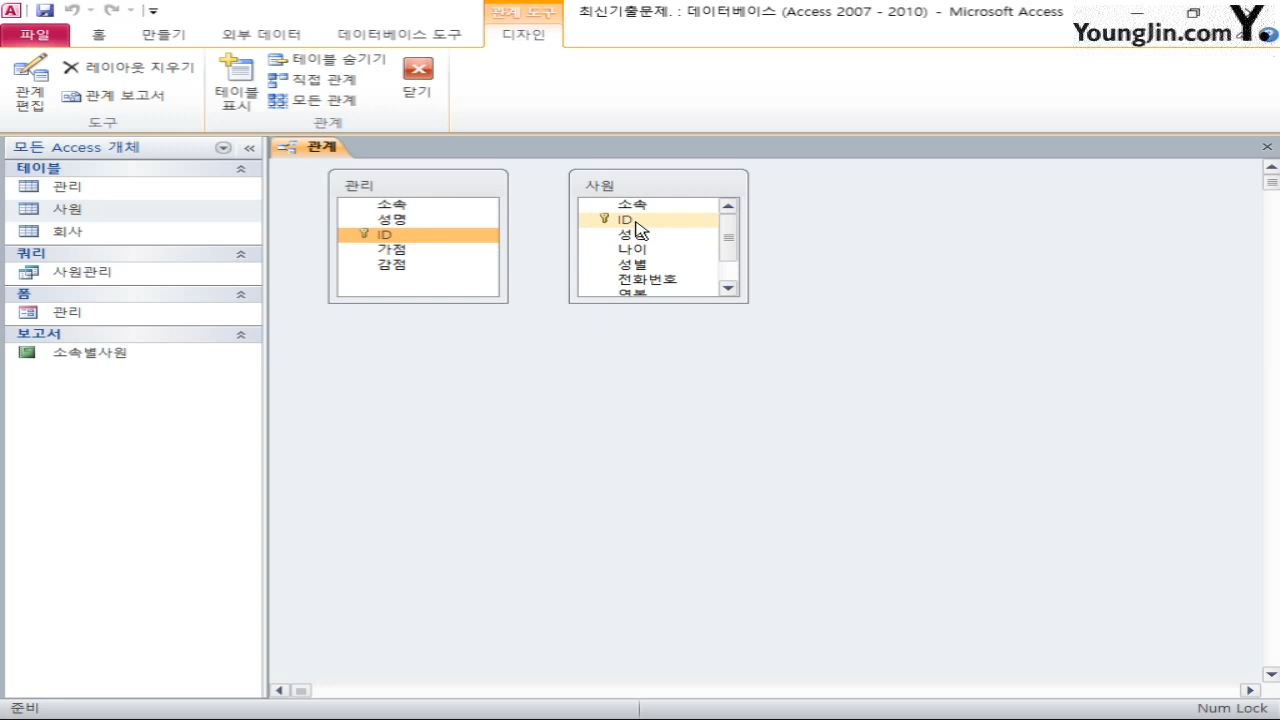 관계 도구
최신기출문제. : 데이터베이스 (Access 2007 - 2010) - Microsoft Access
YoungJin.com Y.
파일
홈
만들기
외부 데이터
데이터베이스 도구
디자인
관계
편집
레이아웃 지우기
관계 보고서
도구
테이블
표시
테이블 숨기기
직접 관계
모든 관계
닫기
관계
모든 Access 개체
관계
테이블
관리
사원
회사
쿼리
사원관리
폼
관리
보고서
소속별사원
관리
소속
성명
ID
가점
감점
사원
소속
ID
나이
성별
전화번호
준비
Num Lock